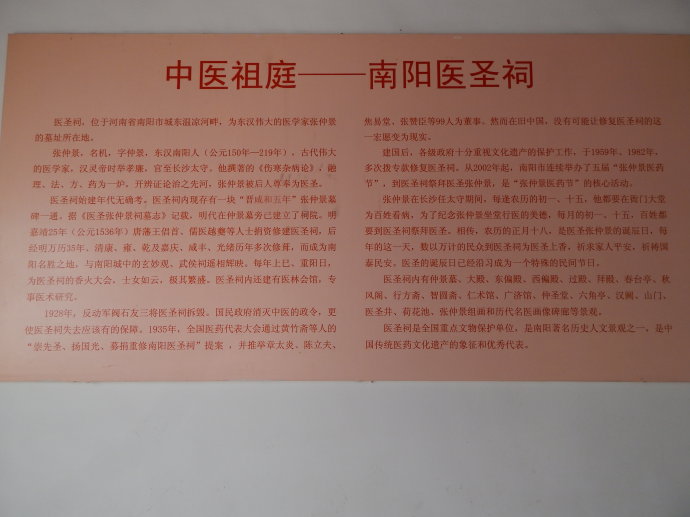 中医祖庭——南阳医圣祠
医圣祠，位于河南省南阳市城东温凉河畔，为东汉伟大的医学家张仲景
的墓址所在地。
张仲景，名机，字仲景，东汉南阳人（公元150年—219年），古代伟大
的医学家，汉灵帝时举孝廉，官至长沙太守。他撰著的《伤寒杂病论》，融
理、法、方、药为一炉，开辨证论治之先河，张仲景被后人尊奉为医圣。
医圣祠始建年代无确考。医圣祠内现存有一块“晋咸和五年”张仲景墓
碑一通。据《医圣张仲景祠墓志》记载，明代在仲景墓旁已建立了祠院。明
嘉靖25年（公元1536年）唐藩王倡首、儒医越夔等人士捐资修建医圣祠，后
经明万历35年、清康、雍、乾及嘉庆、咸丰、光绪历年多次修葺，而成为南
阳名胜之地，与南阳城中的玄妙观、武侯祠遥相辉映。每年上巳、重阳日，
为医圣祠的香火大会，士女如云，极其繁盛。医圣祠内还建有医林会馆，专
事医术研究。
1928年，反动军阀石友三将医圣祠拆毁。国民政府消灭中医的政令，更
使医圣祠失去应该有的保障。1935年，全国医药代表大会通过黄竹斋等人的
“崇先圣、扬国光、募捐重修南阳医圣祠”提案 ，并推举章太炎、陈立夫、
焦易堂、张赞臣等99人为董事。然而在旧中国，没有可能让修复医圣祠的这
一宏愿变为现实。
建国后，各级政府十分重视文化遗产的保护工作，于1959年、1982年，
多次拨专款修复医圣祠。从2002年起，南阳市连续举办了五届“张仲景医药
节”，到医圣祠祭拜医圣张仲景，是“张仲景医药节”的核心活动。
张仲景在长沙任太守期间，每逢农历的初一、十五，他都要在衙门大堂
为百姓看病，为了纪念张仲景坐堂行医的美德，每月的初一、十五，百姓都
要到医圣祠祭拜医圣。相传，农历的正月十八，是医圣张仲景的诞辰日，每
年的这一天，数以万计的民众到医圣祠为医圣上香，祈求家人平安，祈祷国
泰民安。医圣的诞辰日已经沿习成为一个特殊的民间节日。
医圣祠内有仲景墓、大殿、东偏殿、西偏殿、过殿、拜殿、春台亭、秋
风阁、行方斋、智圆斋、仁术馆、广济馆、仲圣堂、六角亭、汉阙、山门、
医圣井、荷花池、张仲景组画和历代名医画像碑廊等景观。
医圣祠是全国重点文物保护单位，是南阳著名历史人文景观之一，是中
国传统医药文化遗产的象征和优秀代表。